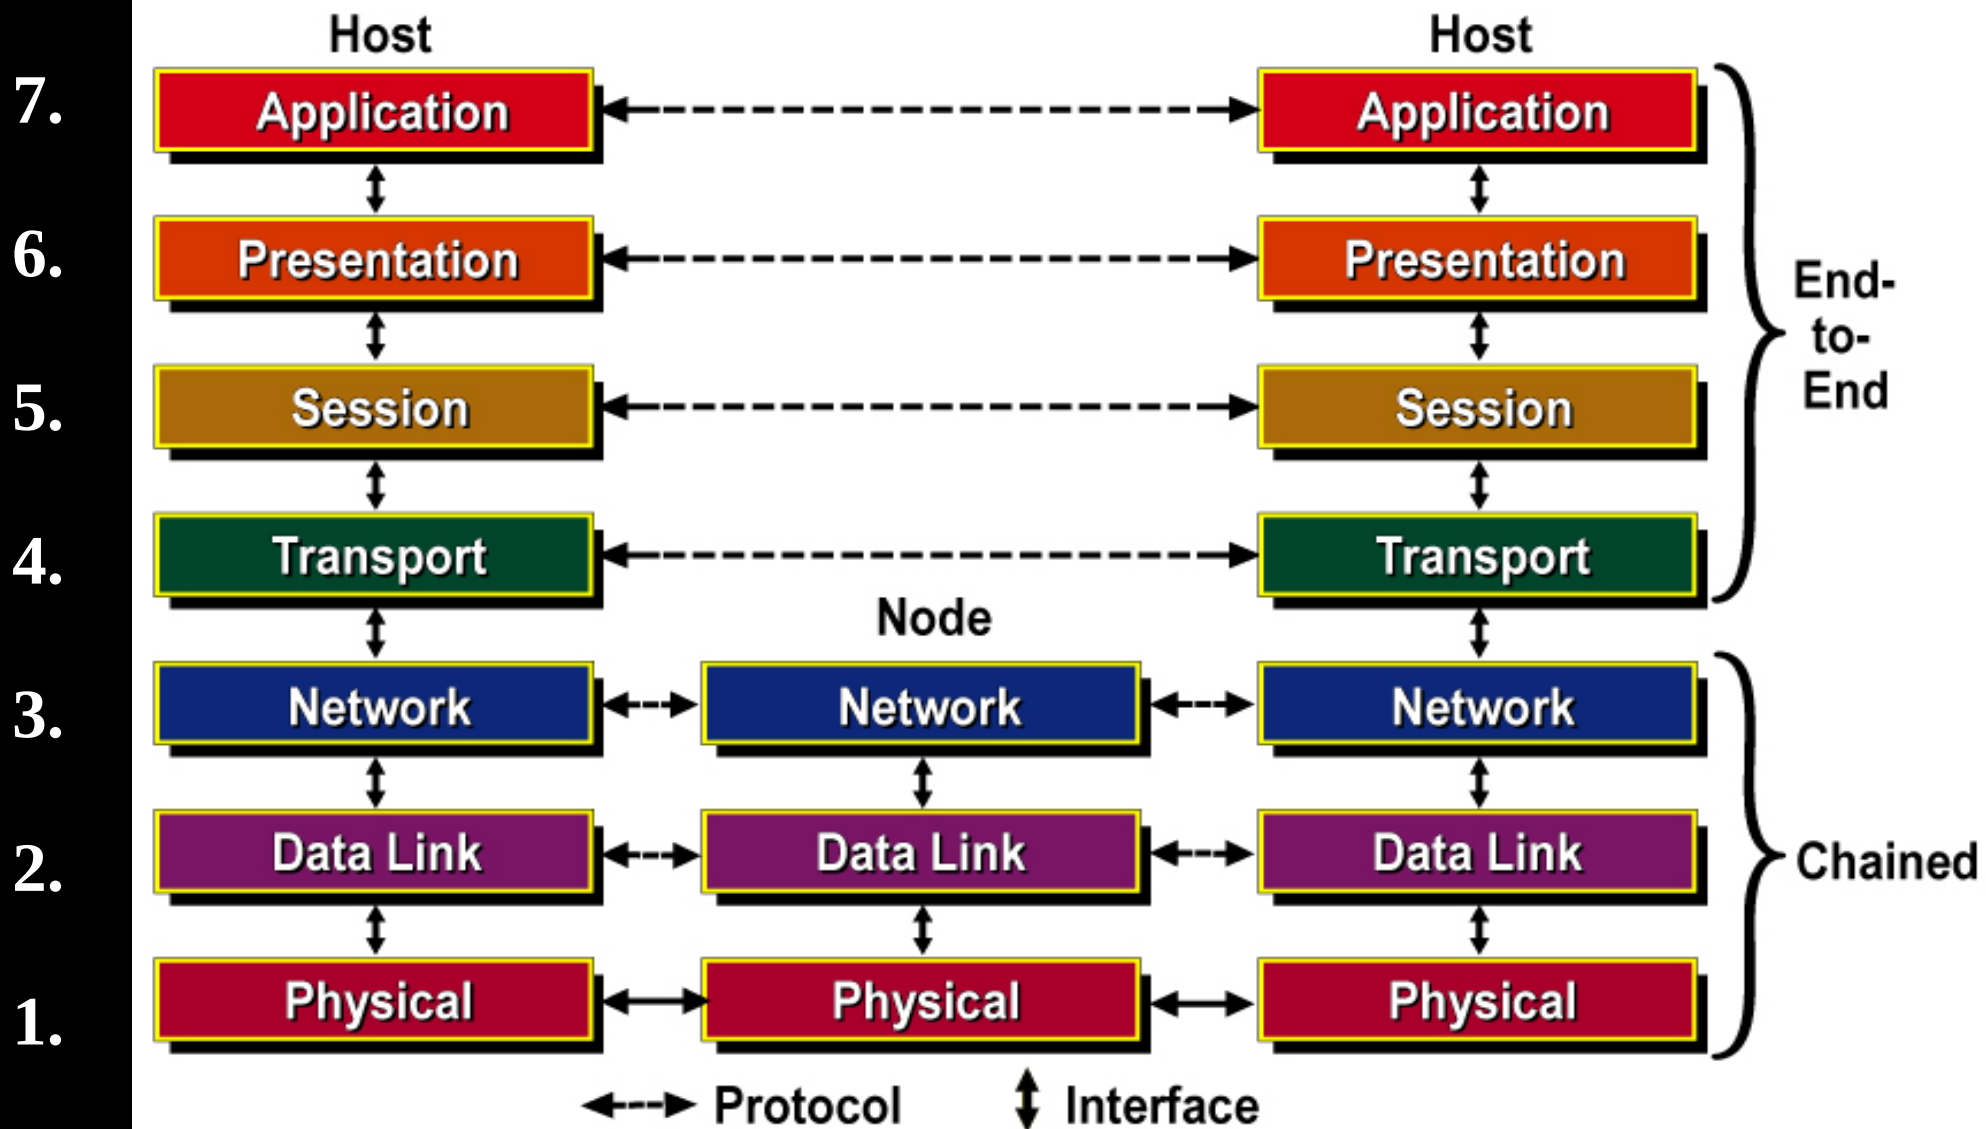 Host Host
7. Application Application
6. Presentation Presentation
End-
to-
End
5. Session Session
4. Transport Transport
Node
3. Network Network Network
2. Data Link Data Link Data Link
Chained
1. Physical Physical Physical
Protocol Interface